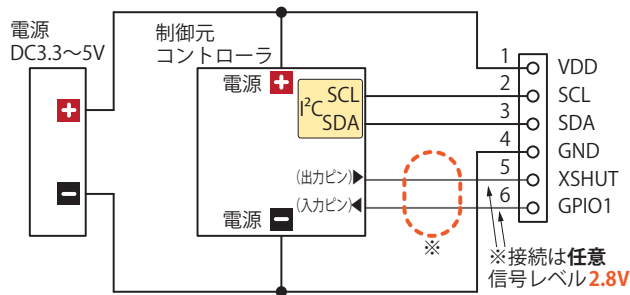 電源
DC3.3〜5V
制御元
コントローラ
電源 +
I²C SCL
SDA
(出力ピン)▶
(入力ピン)◀
電源 −
+
−
※
1 VDD
2 SCL
3 SDA
4 GND
5 XSHUT
6 GPIO1
※接続は任意
信号レベル2.8V